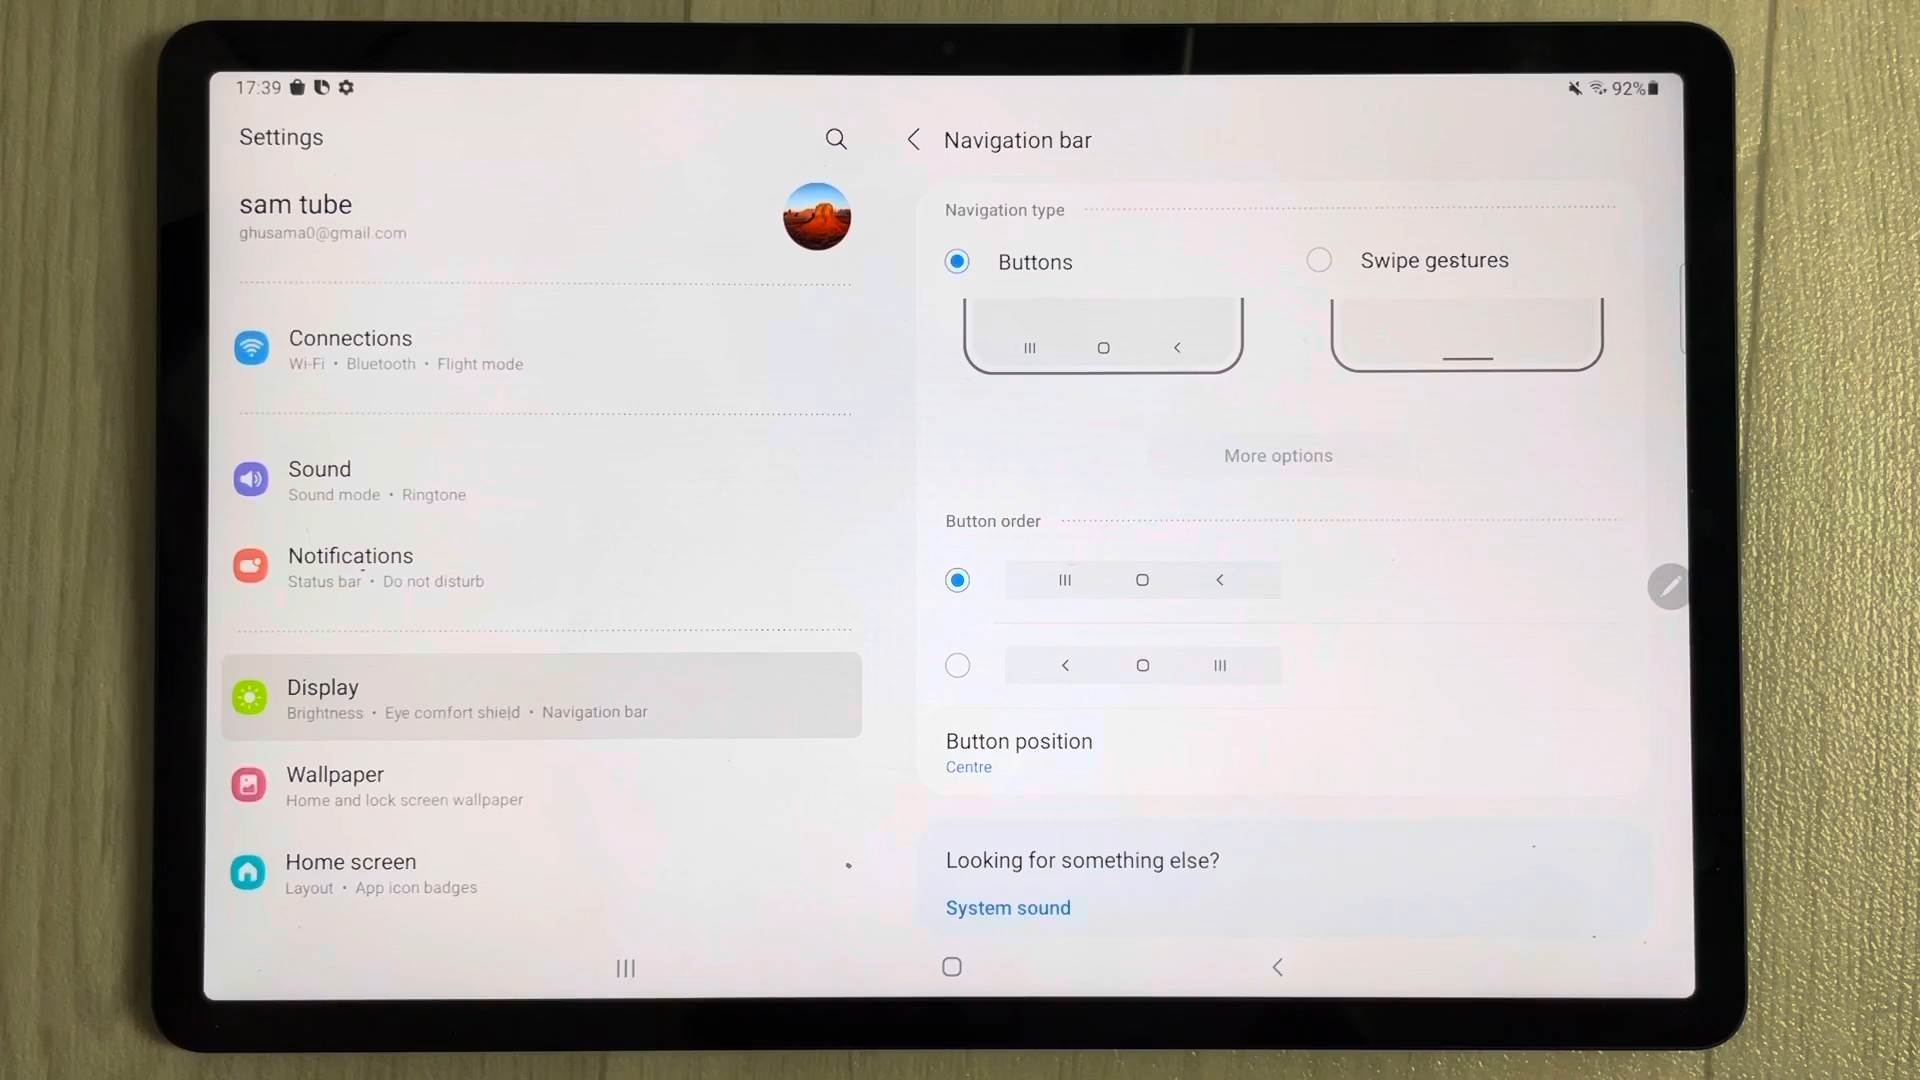 17:39
92%
Settings
sam tube
ghusama0@gmail.com
Connections
Wi-Fi • Bluetooth • Flight mode
Sound
Sound mode • Ringtone
Notifications
Status bar • Do not disturb
Display
Brightness • Eye comfort shield • Navigation bar
Wallpaper
Home and lock screen wallpaper
Home screen
Layout • App icon badges
Navigation bar
Navigation type
Buttons
Swipe gestures
More options
Button order
Button position
Centre
Looking for something else?
System sound